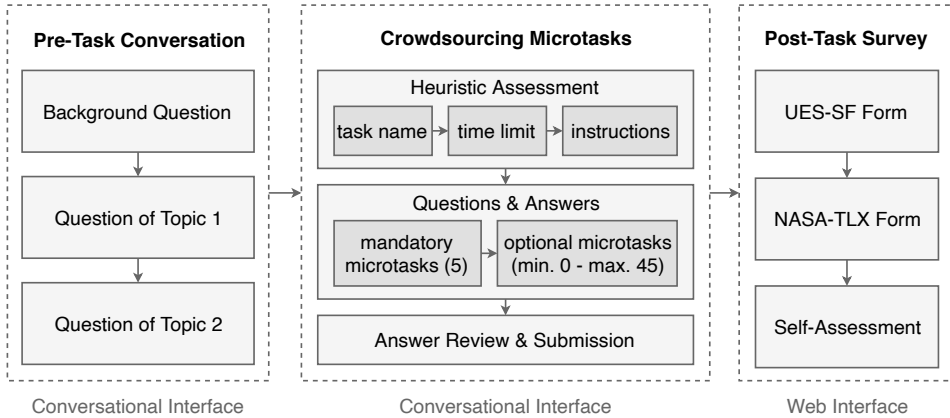 Pre-Task Conversation
Background Question
Question of Topic 1
Question of Topic 2
Conversational Interface
Crowdsourcing Microtasks
Heuristic Assessment
task name
time limit
instructions
Questions & Answers
mandatory
microtasks (5)
optional microtasks
(min. 0 - max. 45)
Answer Review & Submission
Conversational Interface
Post-Task Survey
UES-SF Form
NASA-TLX Form
Self-Assessment
Web Interface